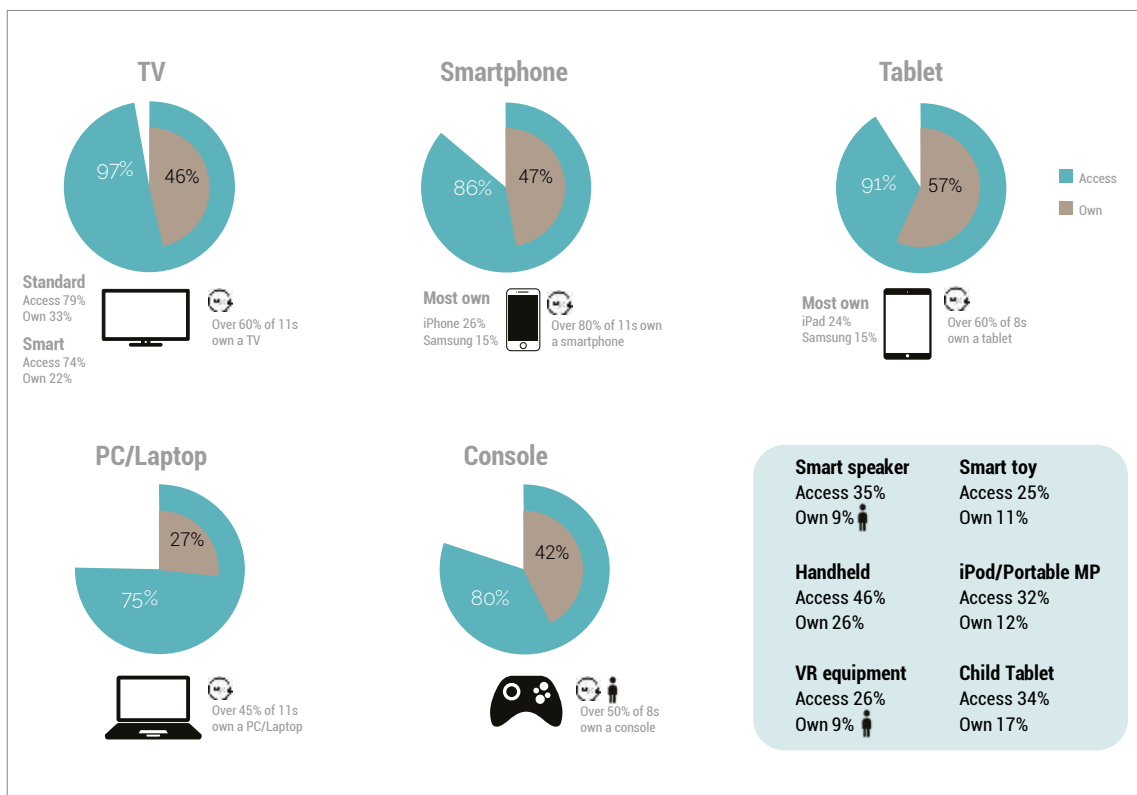 TV
97%
46%
Standard
Access 79%
Own 33%
Smart
Access 74%
Own 22%
Over 60% of 11s
own a TV
Smartphone
86%
47%
Most own
iPhone 26%
Samsung 15%
Over 80% of 11s own
a smartphone
Tablet
91%
57%
Most own
iPad 24%
Samsung 15%
Over 60% of 8s
own a tablet
Access
Own
PC/Laptop
27%
75%
Over 45% of 11s
own a PC/Laptop
Console
42%
80%
Over 50% of 8s
own a console
Smart speaker
Access 35%
Own 9%
Smart toy
Access 25%
Own 11%
Handheld
Access 46%
Own 26%
iPod/Portable MP
Access 32%
Own 12%
VR equipment
Access 26%
Own 9%
Child Tablet
Access 34%
Own 17%